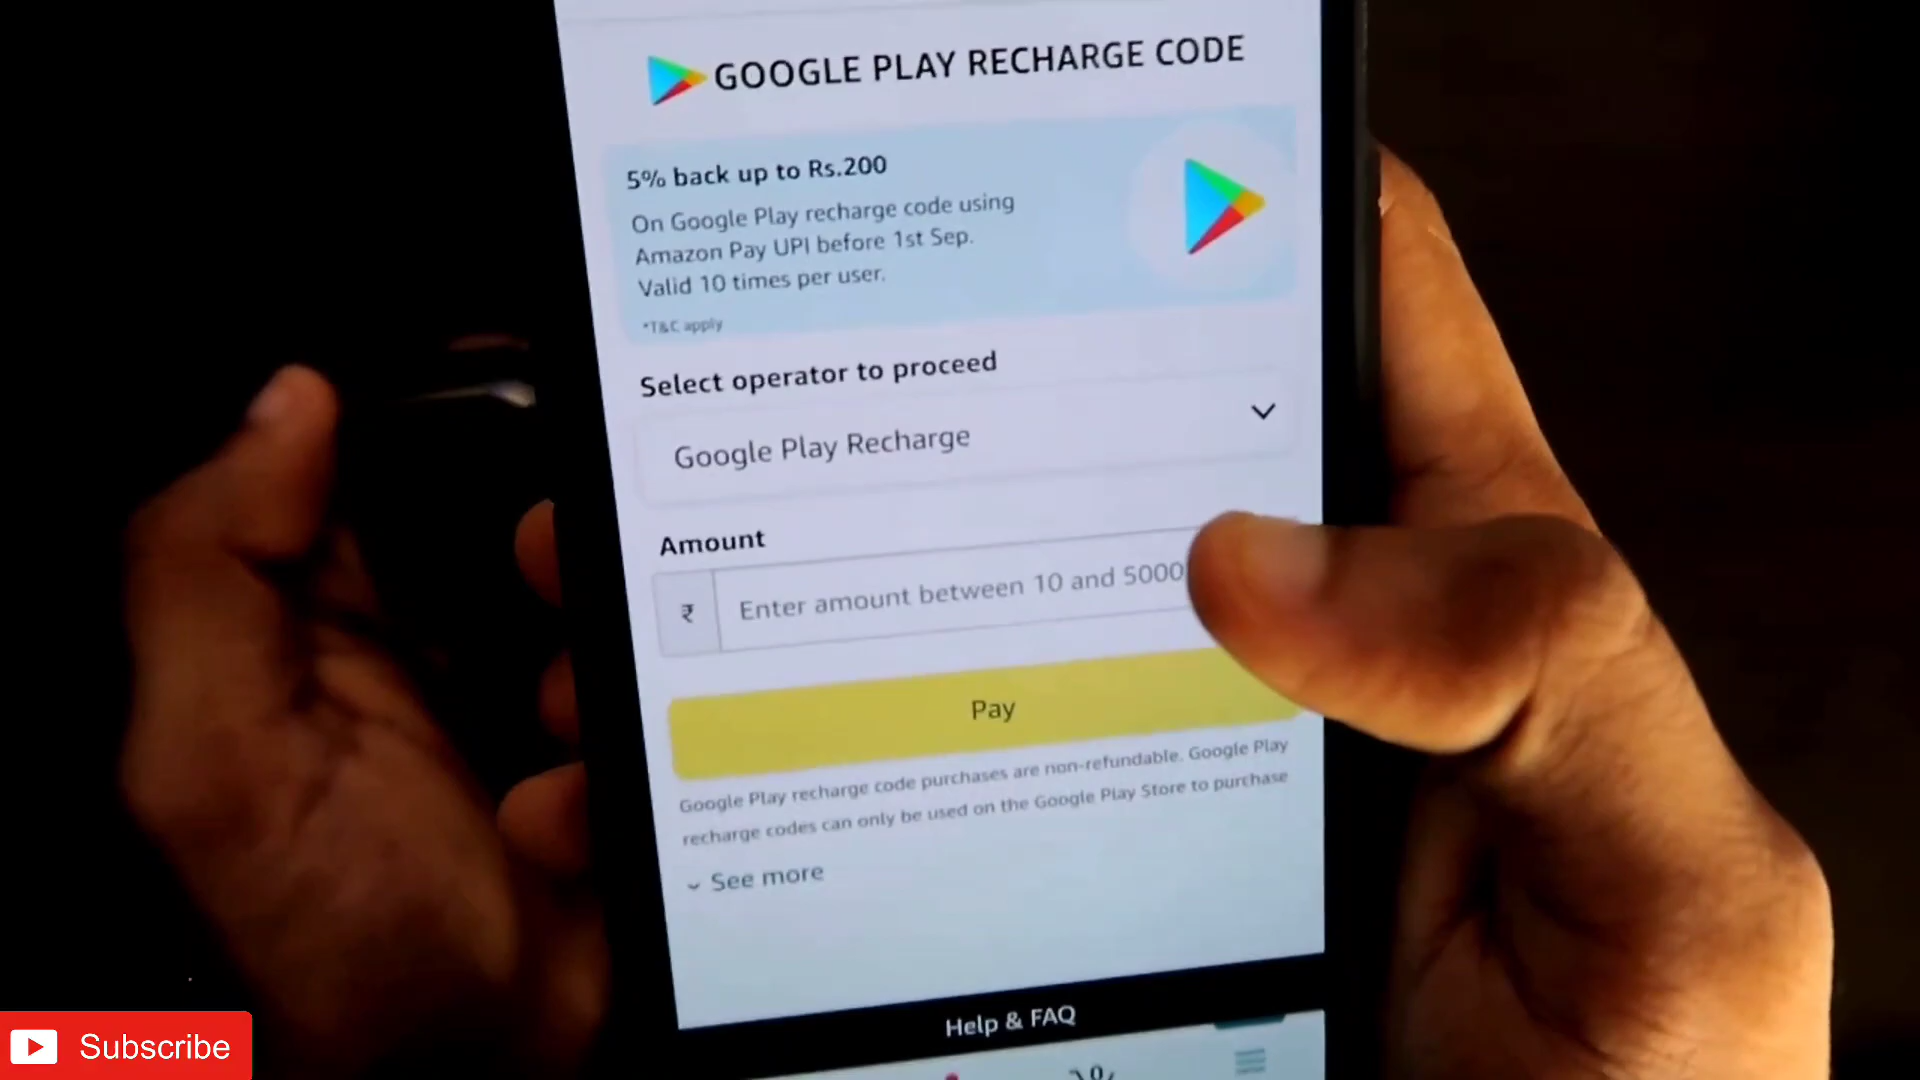 GOOGLE PLAY RECHARGE CODE
5% back up to Rs.200
On Google Play recharge code using
Amazon Pay UPI before 1st Sep.
Valid 10 times per user.
*T&C apply
Select operator to proceed
Google Play Recharge
Amount
₹ Enter amount between 10 and 5000
Pay
Google Play recharge code purchases are non-refundable. Google Play
recharge codes can only be used on the Google Play Store to purchase
See more
Help & FAQ
Subscribe